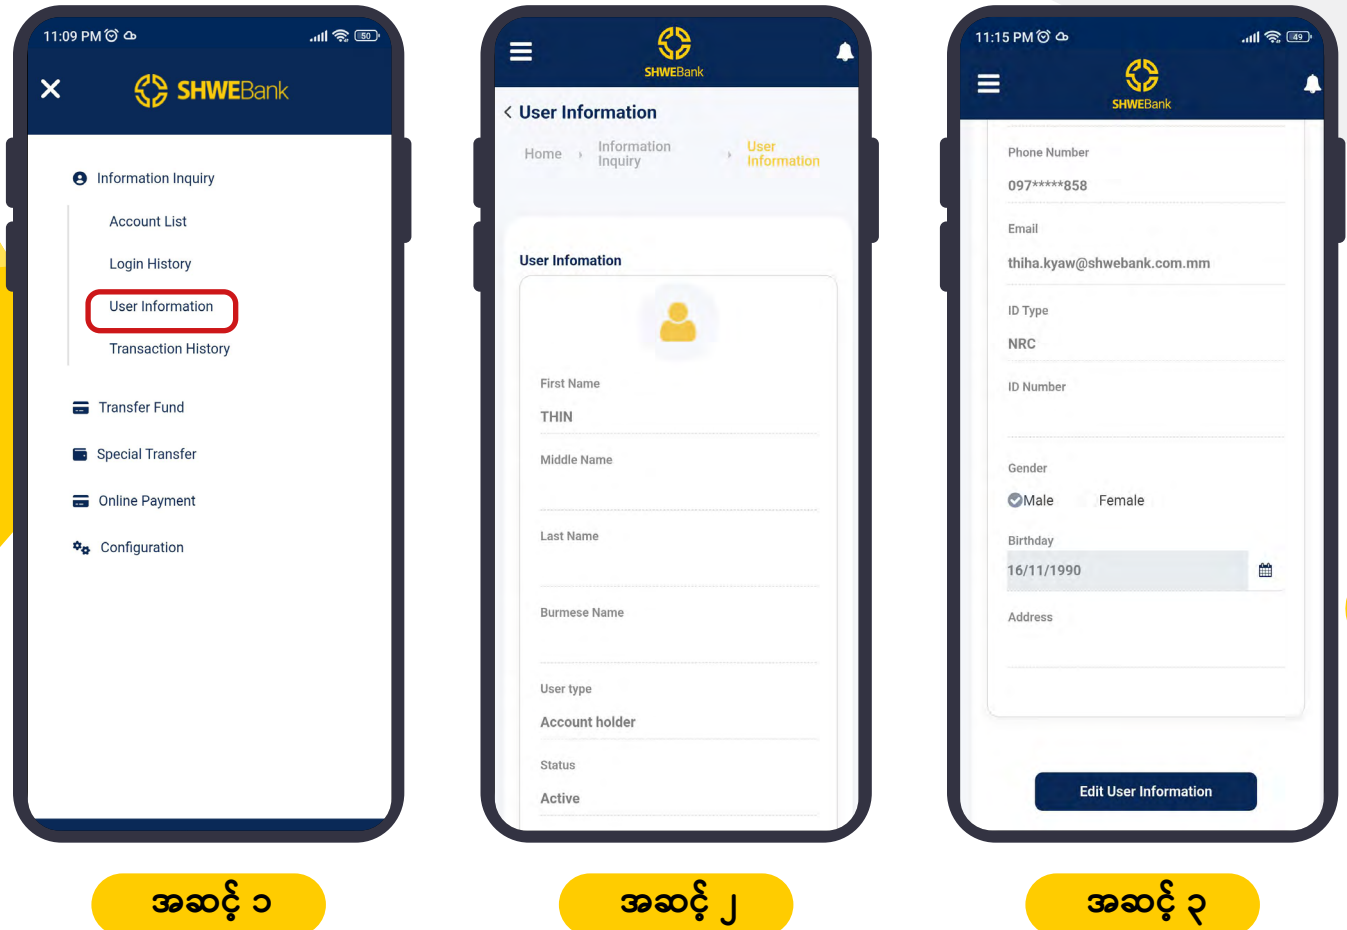 11:09 PM
50
SHWEBank
Information Inquiry
Account List
Login History
User Information
Transaction History
Transfer Fund
Special Transfer
Online Payment
Configuration
အဆင့် ၁
SHWEBank
< User Information
Home › Information Inquiry › User Information
User Infomation
First Name
THIN
Middle Name
Last Name
Burmese Name
User type
Account holder
Status
Active
အဆင့် ၂
11:15 PM
49
SHWEBank
Phone Number
097*****858
Email
thiha.kyaw@shwebank.com.mm
ID Type
NRC
ID Number
Gender
Male Female
Birthday
16/11/1990
Address
Edit User Information
အဆင့် ၃